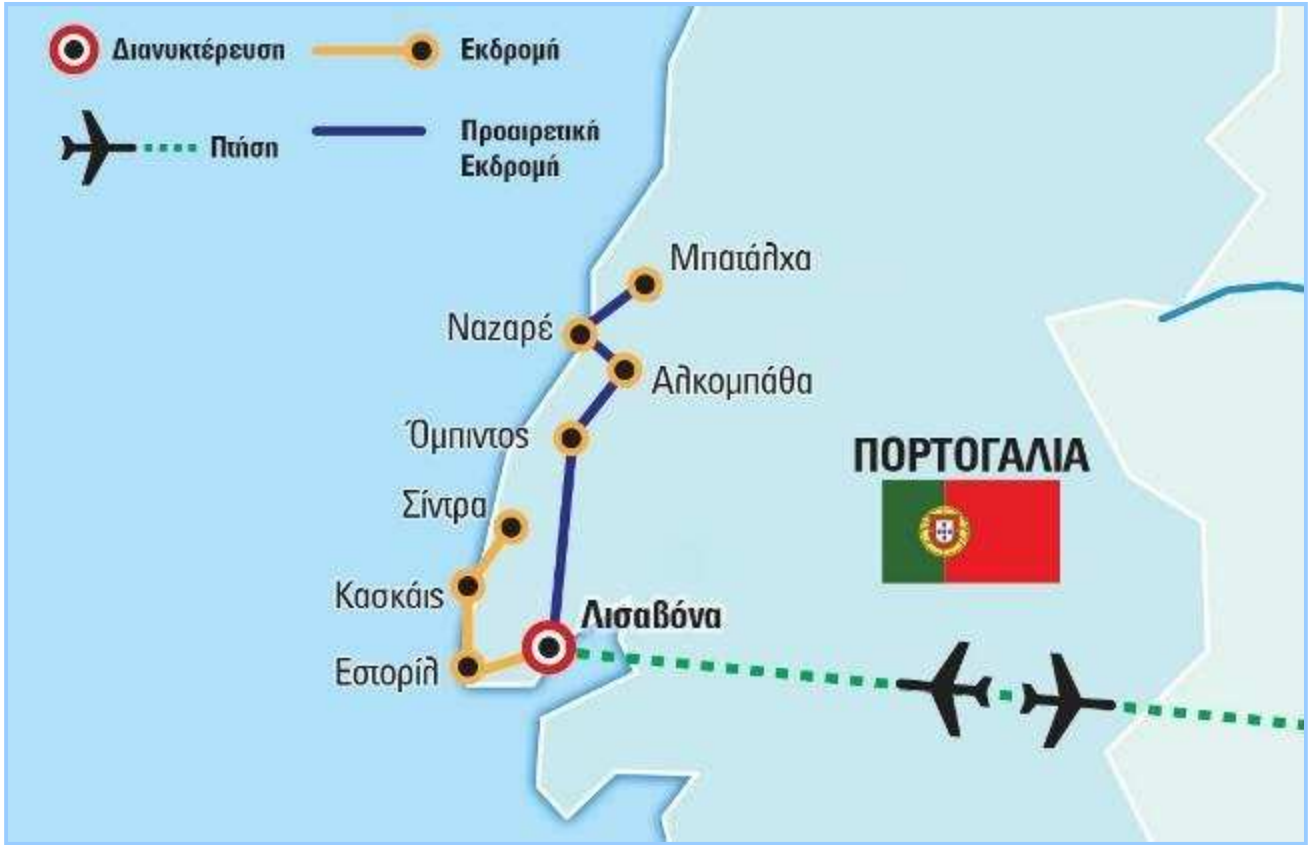 Διανυκτέρευση
Εκδρομή
Πτήση
Προαιρετική
Εκδρομή
Μπατάλχα
Ναζαρέ
Αλκομπάθα
Όμπιντος
ΠΟΡΤΟΓΑΛΙΑ
Σίντρα
Κασκάις
Λισαβόνα
Εστορίλ